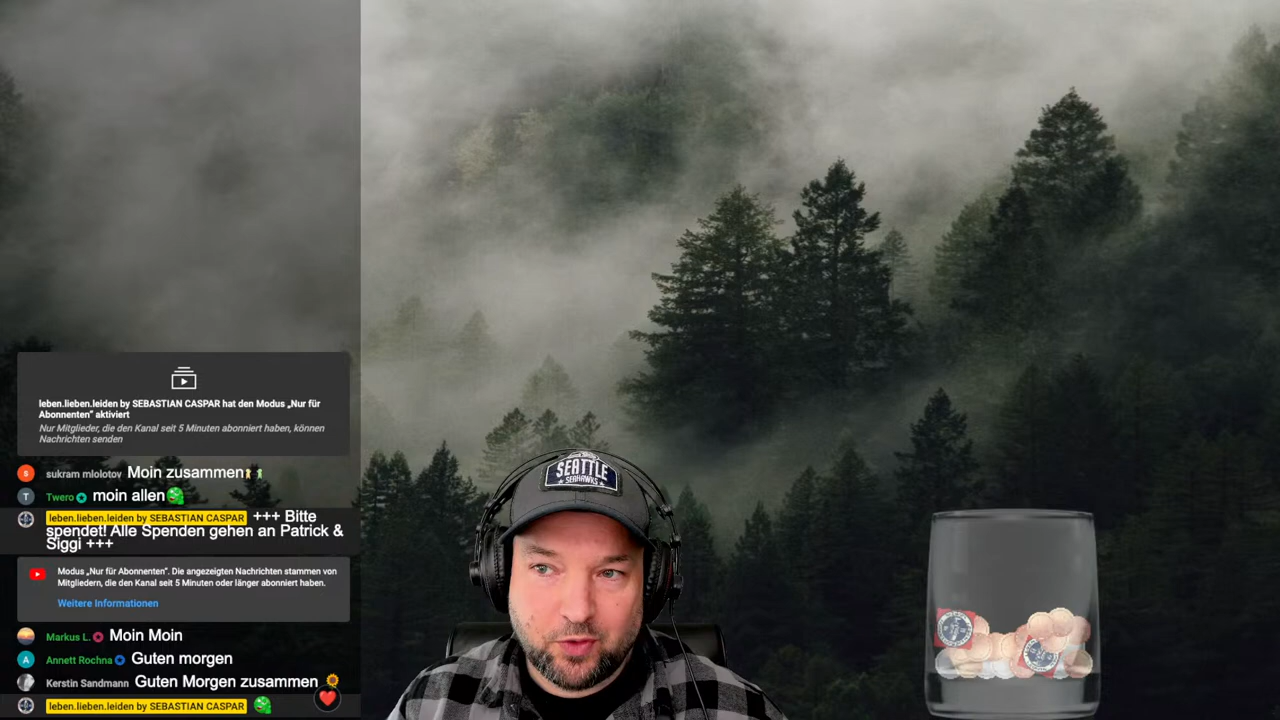 leben.lieben.leiden by SEBASTIAN CASPAR hat den Modus „Nur für
Abonnenten" aktiviert
Nur Mitglieder, die den Kanal seit 5 Minuten abonniert haben, können
Nachrichten senden
sukram mlolotov Moin zusammen
Twero moin allen
leben.lieben.leiden by SEBASTIAN CASPAR +++ Bitte
spendet! Alle Spenden gehen an Patrick &
Siggi +++
Modus „Nur für Abonnenten". Die angezeigten Nachrichten stammen von
Mitgliedern, die den Kanal seit 5 Minuten oder länger abonniert haben.
Weitere Informationen
Markus L. Moin Moin
Annett Rochna Guten morgen
Kerstin Sandmann Guten Morgen zusammen
leben.lieben.leiden by SEBASTIAN CASPAR
SEATTLE
SEAHAWKS